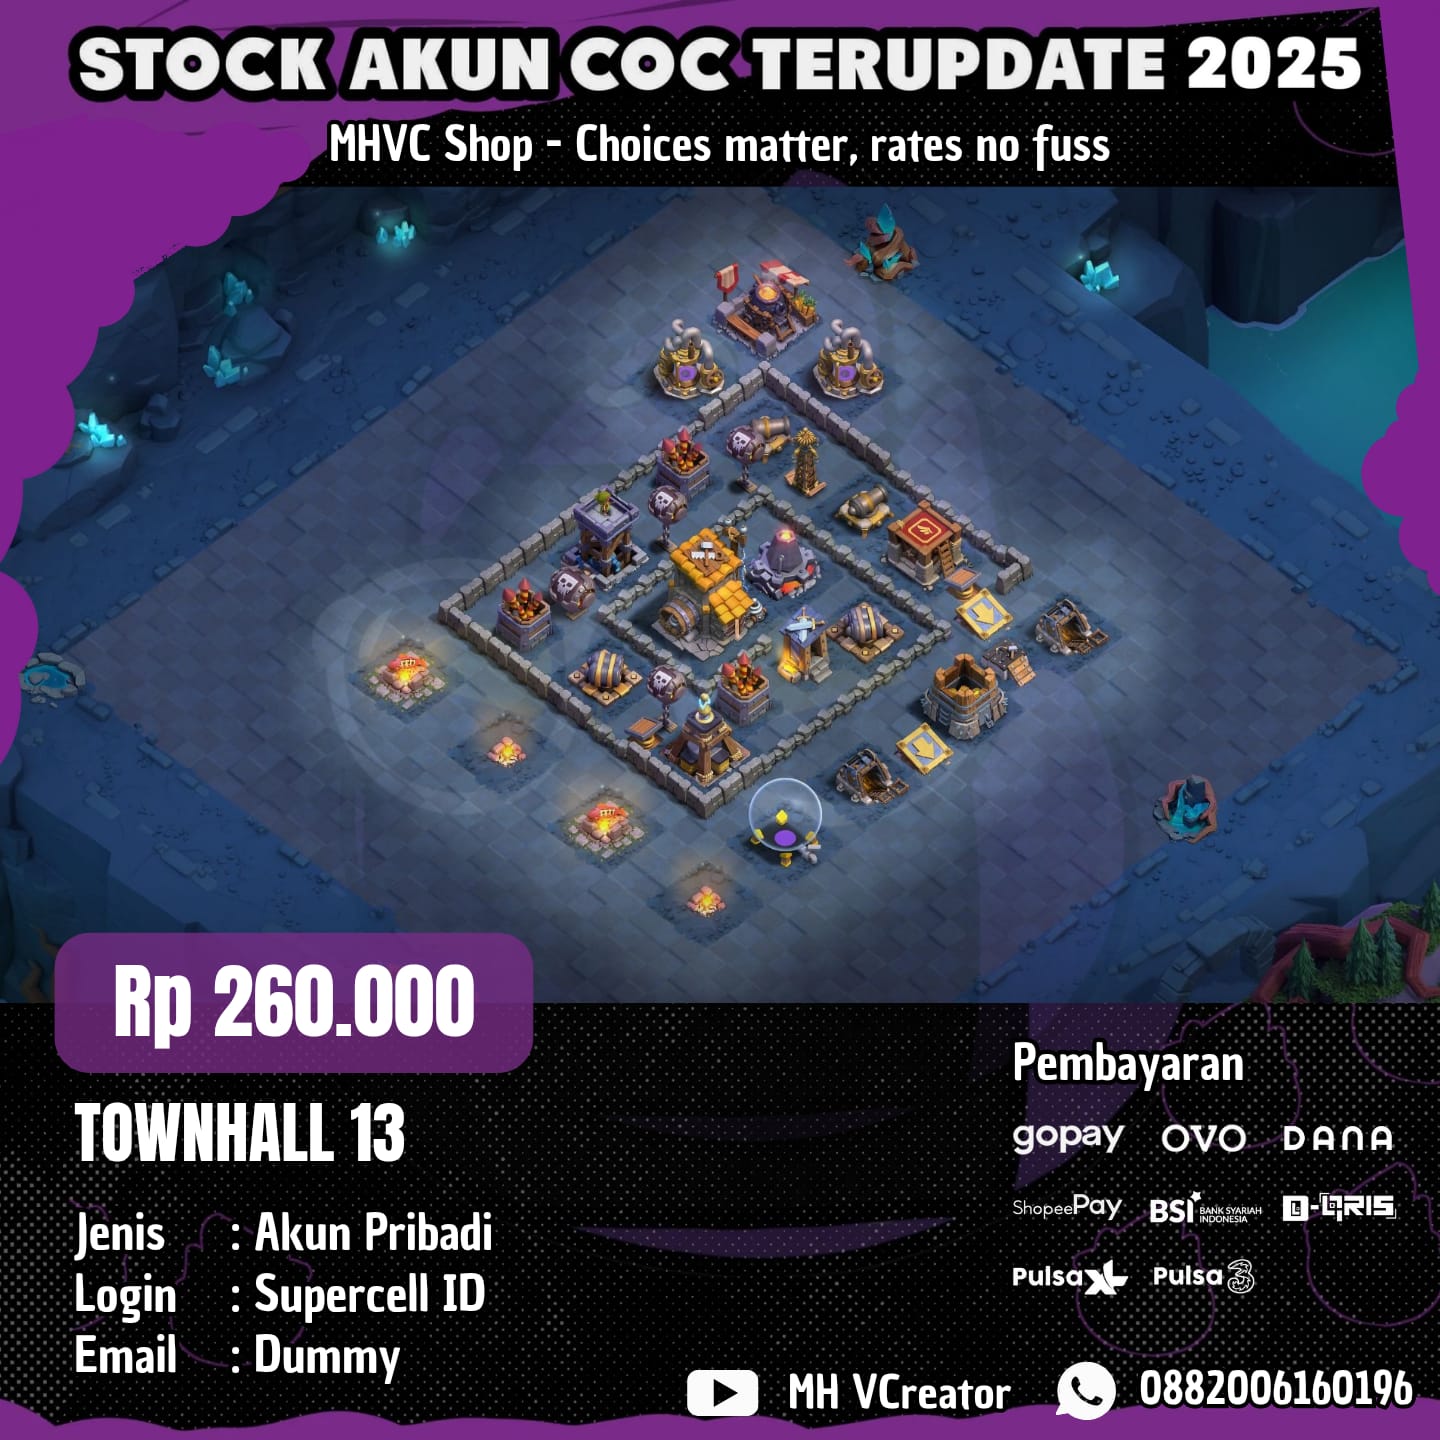 STOCK AKUN COC TERUPDATE 2025
MHVC Shop - Choices matter, rates no fuss
Rp 260.000
TOWNHALL 13
Jenis : Akun Pribadi
Login : Supercell ID
Email : Dummy
Pembayaran
gopay OVO DANA
ShopeePay BSI BANK SYARIAH INDONESIA QRIS
Pulsa XL Pulsa 3
MH VCreator 0882006160196